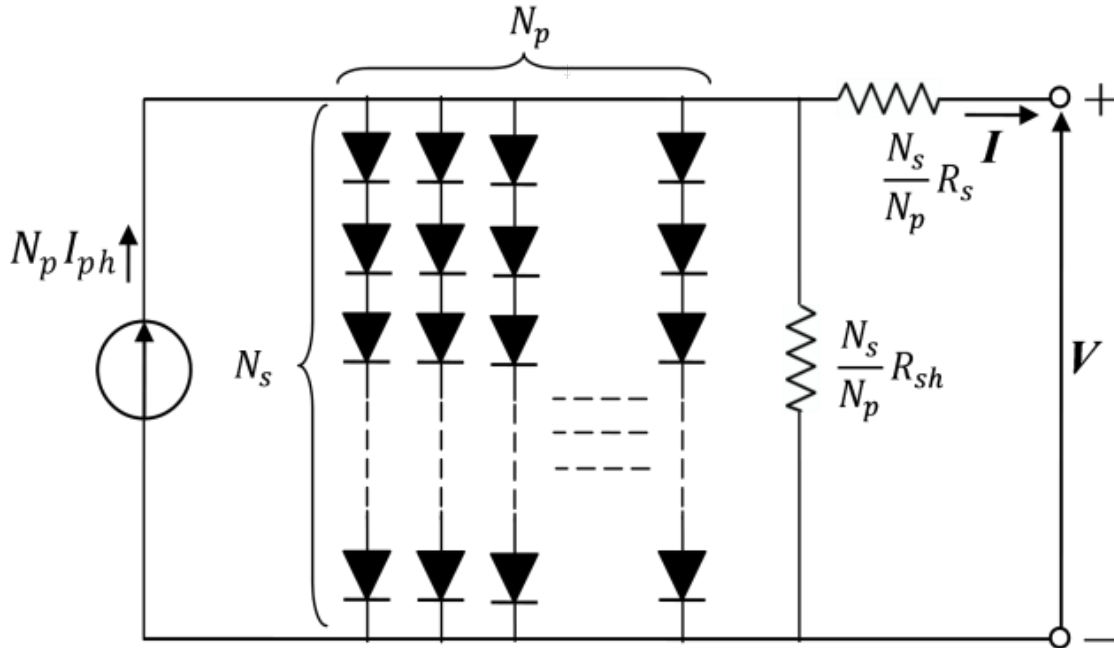 N_p
+
I
N_s/N_p R_s
N_p I_ph
N_s
N_s/N_p R_sh
V
−